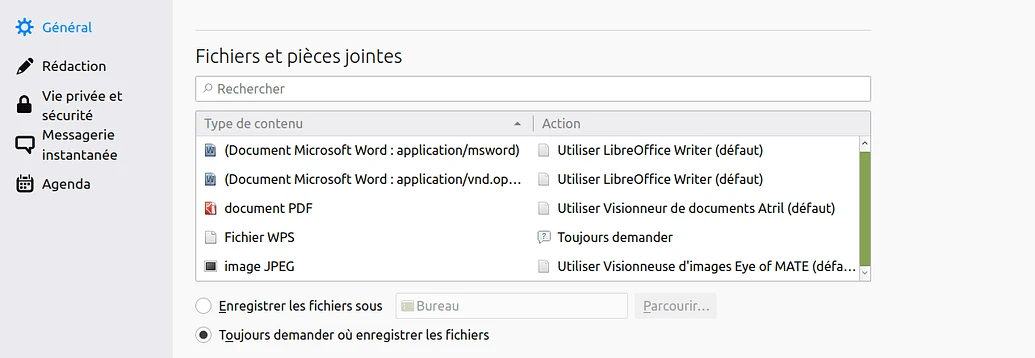 Général
Rédaction
Vie privée et
sécurité
Messagerie
instantanée
Agenda
Fichiers et pièces jointes
Rechercher
Type de contenu Action
(Document Microsoft Word : application/msword) Utiliser LibreOffice Writer (défaut)
(Document Microsoft Word : application/vnd.op... Utiliser LibreOffice Writer (défaut)
document PDF Utiliser Visionneur de documents Atril (défaut)
Fichier WPS Toujours demander
image JPEG Utiliser Visionneuse d'images Eye of MATE (défa...
Enregistrer les fichiers sous Bureau Parcourir...
Toujours demander où enregistrer les fichiers